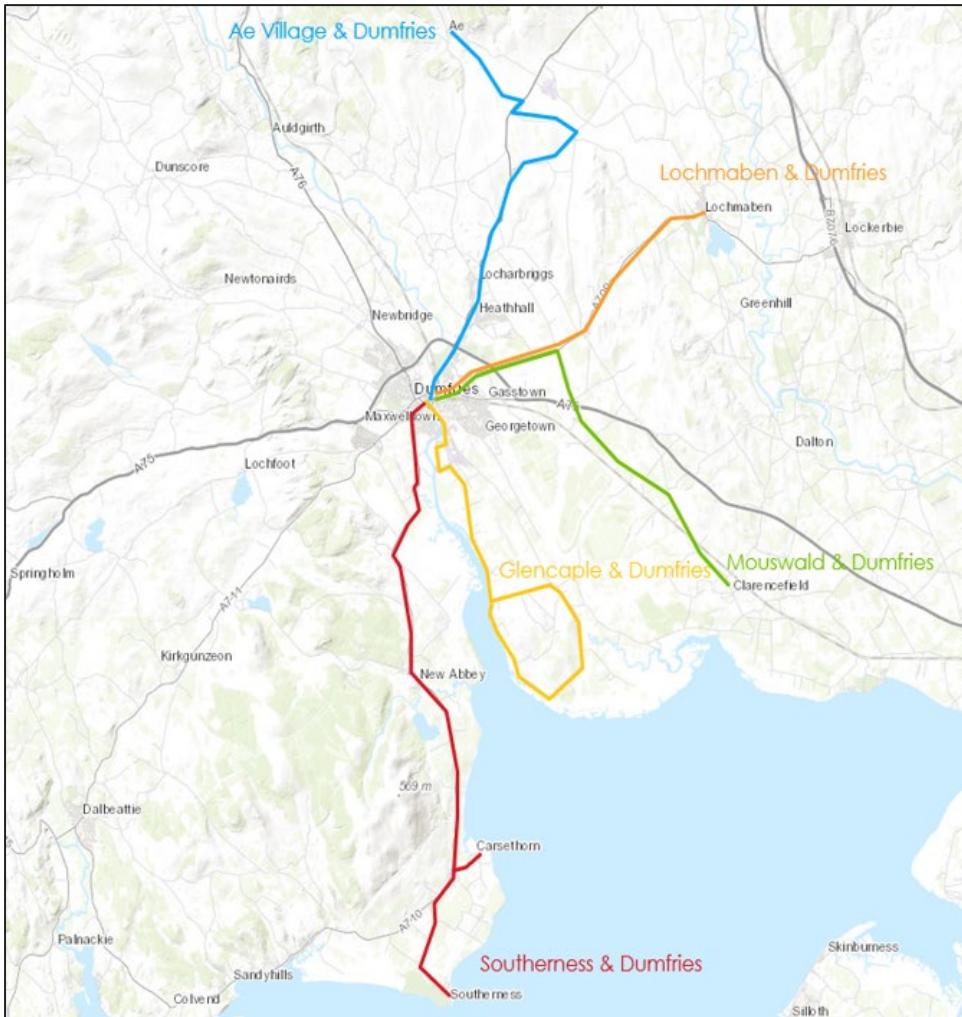 Ae Village & Dumfries
Ae
Auldgirth
Dunscore
A76
Lochmaben & Dumfries
Lochmaben
B7076
Lockerbie
Locharbriggs
Newtonairds
Heathhall
Greenhill
A709
Newbridge
Dumfries
Gasstown
A75
Maxwelltown
Georgetown
Dalton
A75
Lochfoot
Springholm
Glencaple & Dumfries
Mouswald & Dumfries
Clarencefield
A711
Kirkgunzeon
New Abbey
569 m
Dalbeattie
Carsethorn
A710
Palnackie
Skinburness
Southerness & Dumfries
Sandyhills
Colvend
Southerness
Silloth